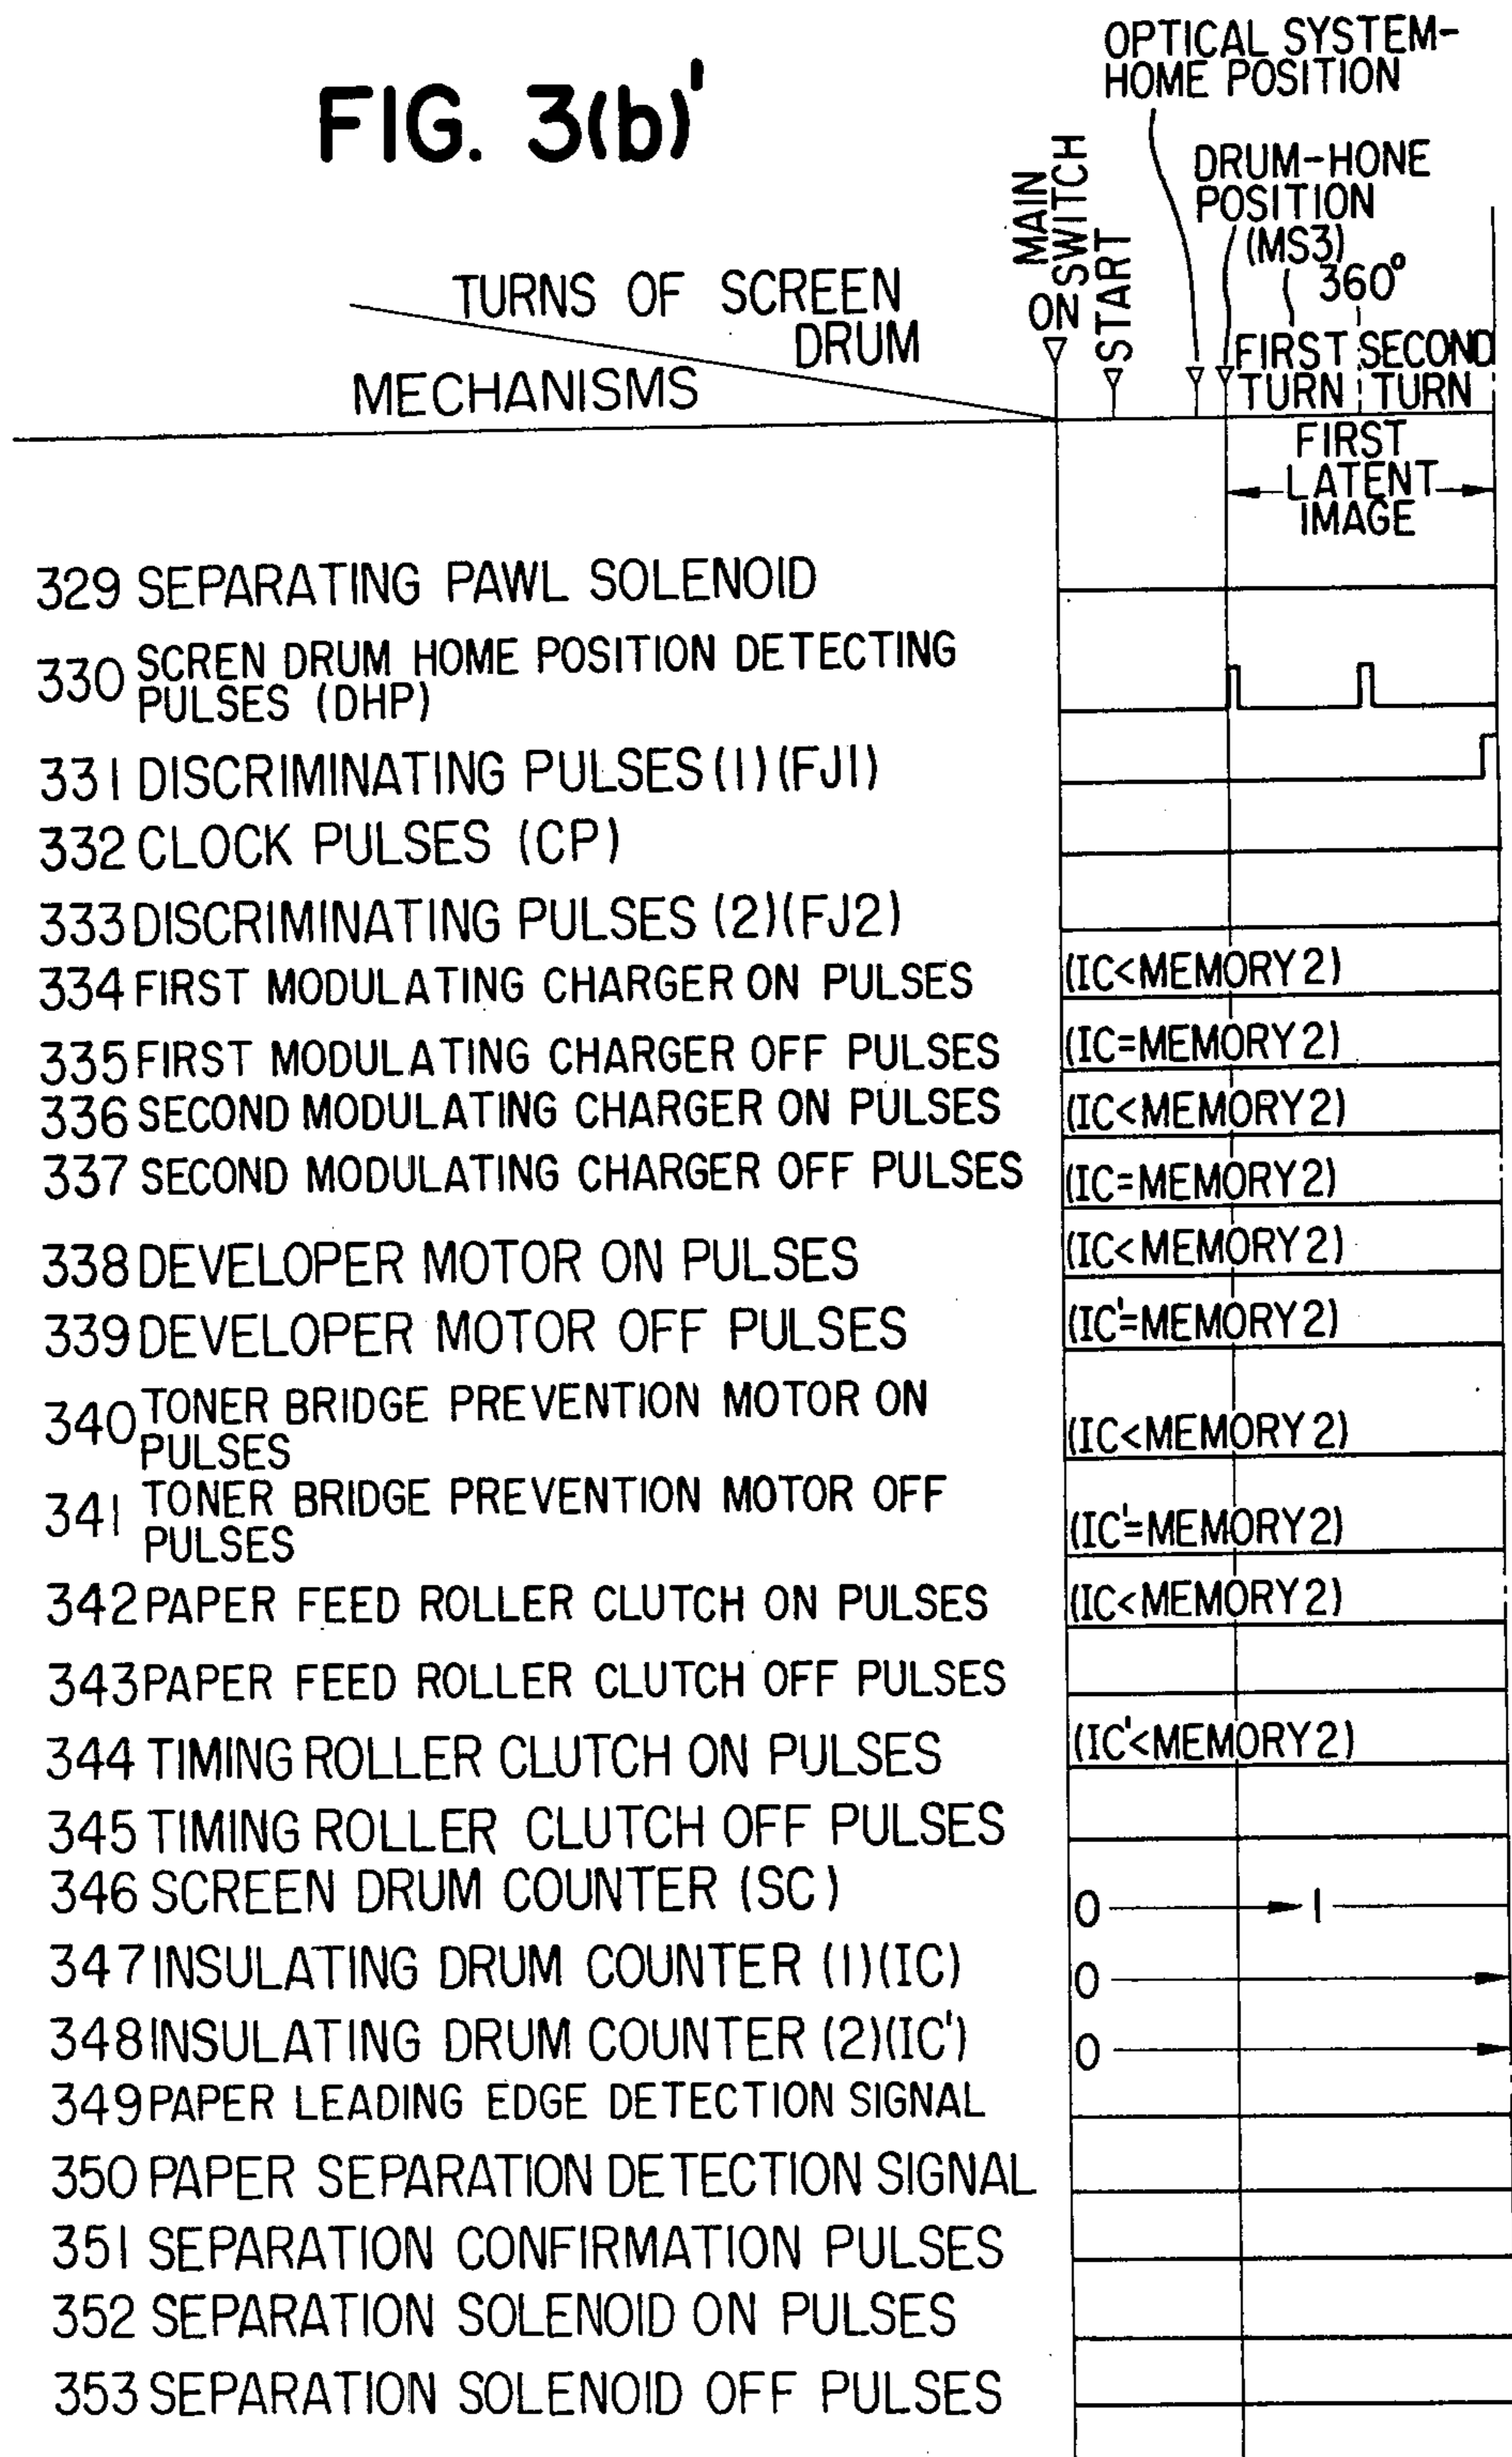 FIG. 3(b)'
OPTICAL SYSTEM-
HOME POSITION
DRUM-HONE
POSITION
(MS3)
360°
MAIN
SWITCH
ON
START
TURNS OF SCREEN
DRUM
MECHANISMS
FIRST SECOND
TURN TURN
FIRST
LATENT
IMAGE
329 SEPARATING PAWL SOLENOID
330 SCREN DRUM HOME POSITION DETECTING
PULSES (DHP)
331 DISCRIMINATING PULSES (1)(FJ1)
332 CLOCK PULSES (CP)
333 DISCRIMINATING PULSES (2)(FJ2)
334 FIRST MODULATING CHARGER ON PULSES (IC<MEMORY 2)
335 FIRST MODULATING CHARGER OFF PULSES (IC=MEMORY 2)
336 SECOND MODULATING CHARGER ON PULSES (IC<MEMORY 2)
337 SECOND MODULATING CHARGER OFF PULSES (IC=MEMORY 2)
338 DEVELOPER MOTOR ON PULSES (IC<MEMORY 2)
339 DEVELOPER MOTOR OFF PULSES (IC'=MEMORY 2)
340 TONER BRIDGE PREVENTION MOTOR ON
PULSES (IC<MEMORY 2)
341 TONER BRIDGE PREVENTION MOTOR OFF
PULSES (IC'=MEMORY 2)
342 PAPER FEED ROLLER CLUTCH ON PULSES (IC<MEMORY 2)
343 PAPER FEED ROLLER CLUTCH OFF PULSES
344 TIMING ROLLER CLUTCH ON PULSES (IC'<MEMORY 2)
345 TIMING ROLLER CLUTCH OFF PULSES
346 SCREEN DRUM COUNTER (SC) 0 1
347 INSULATING DRUM COUNTER (1)(IC) 0
348 INSULATING DRUM COUNTER (2)(IC') 0
349 PAPER LEADING EDGE DETECTION SIGNAL
350 PAPER SEPARATION DETECTION SIGNAL
351 SEPARATION CONFIRMATION PULSES
352 SEPARATION SOLENOID ON PULSES
353 SEPARATION SOLENOID OFF PULSES